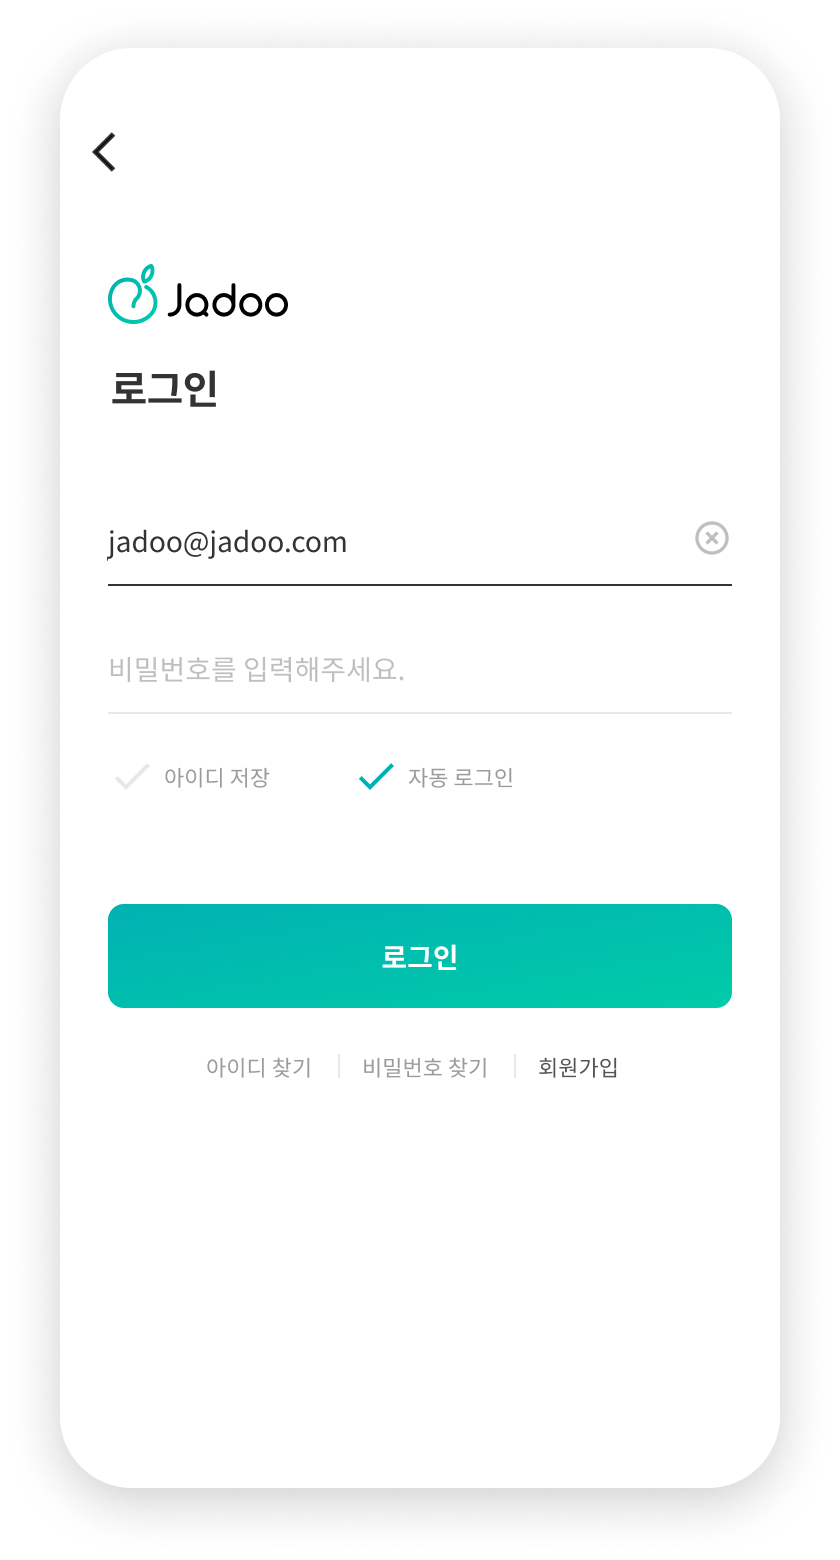 Jadoo
로그인
jadoo@jadoo.com
비밀번호를 입력해주세요.
아이디 저장 자동 로그인
로그인
아이디 찾기 비밀번호 찾기 회원가입